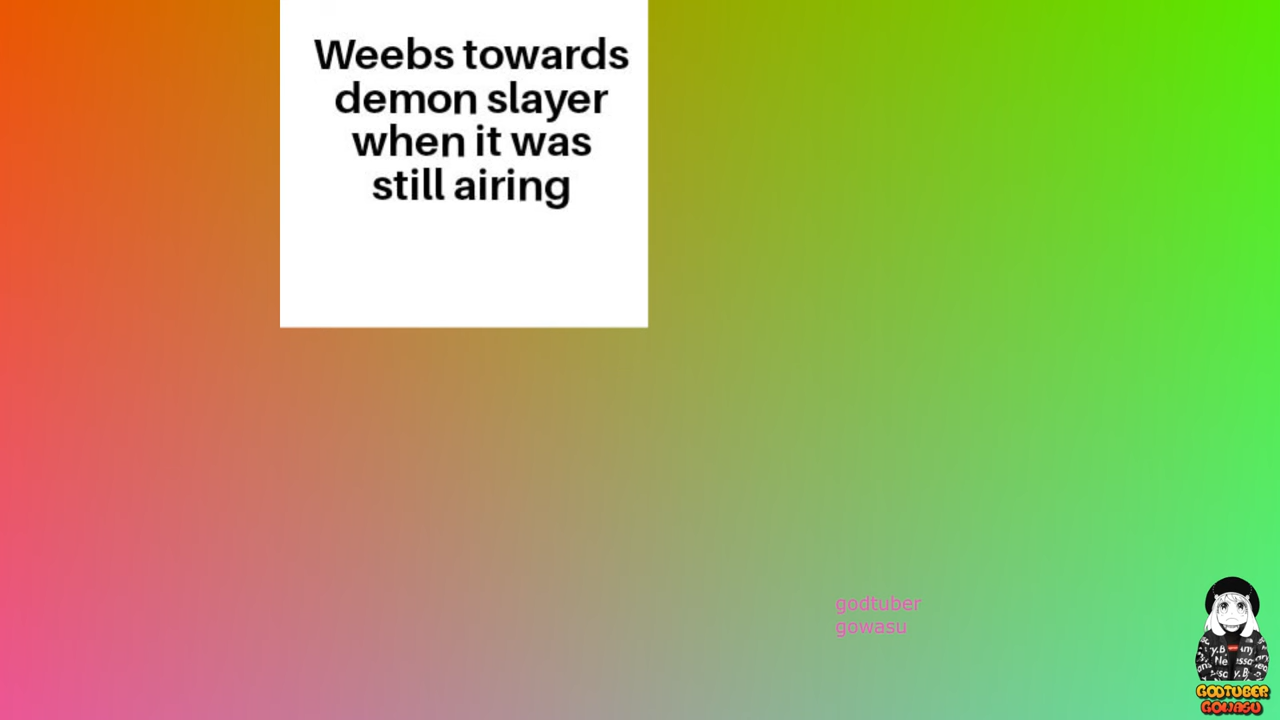 Weebs towards
demon slayer
when it was
still airing
godtuber
gowasu
GODTUBER
GOWASU